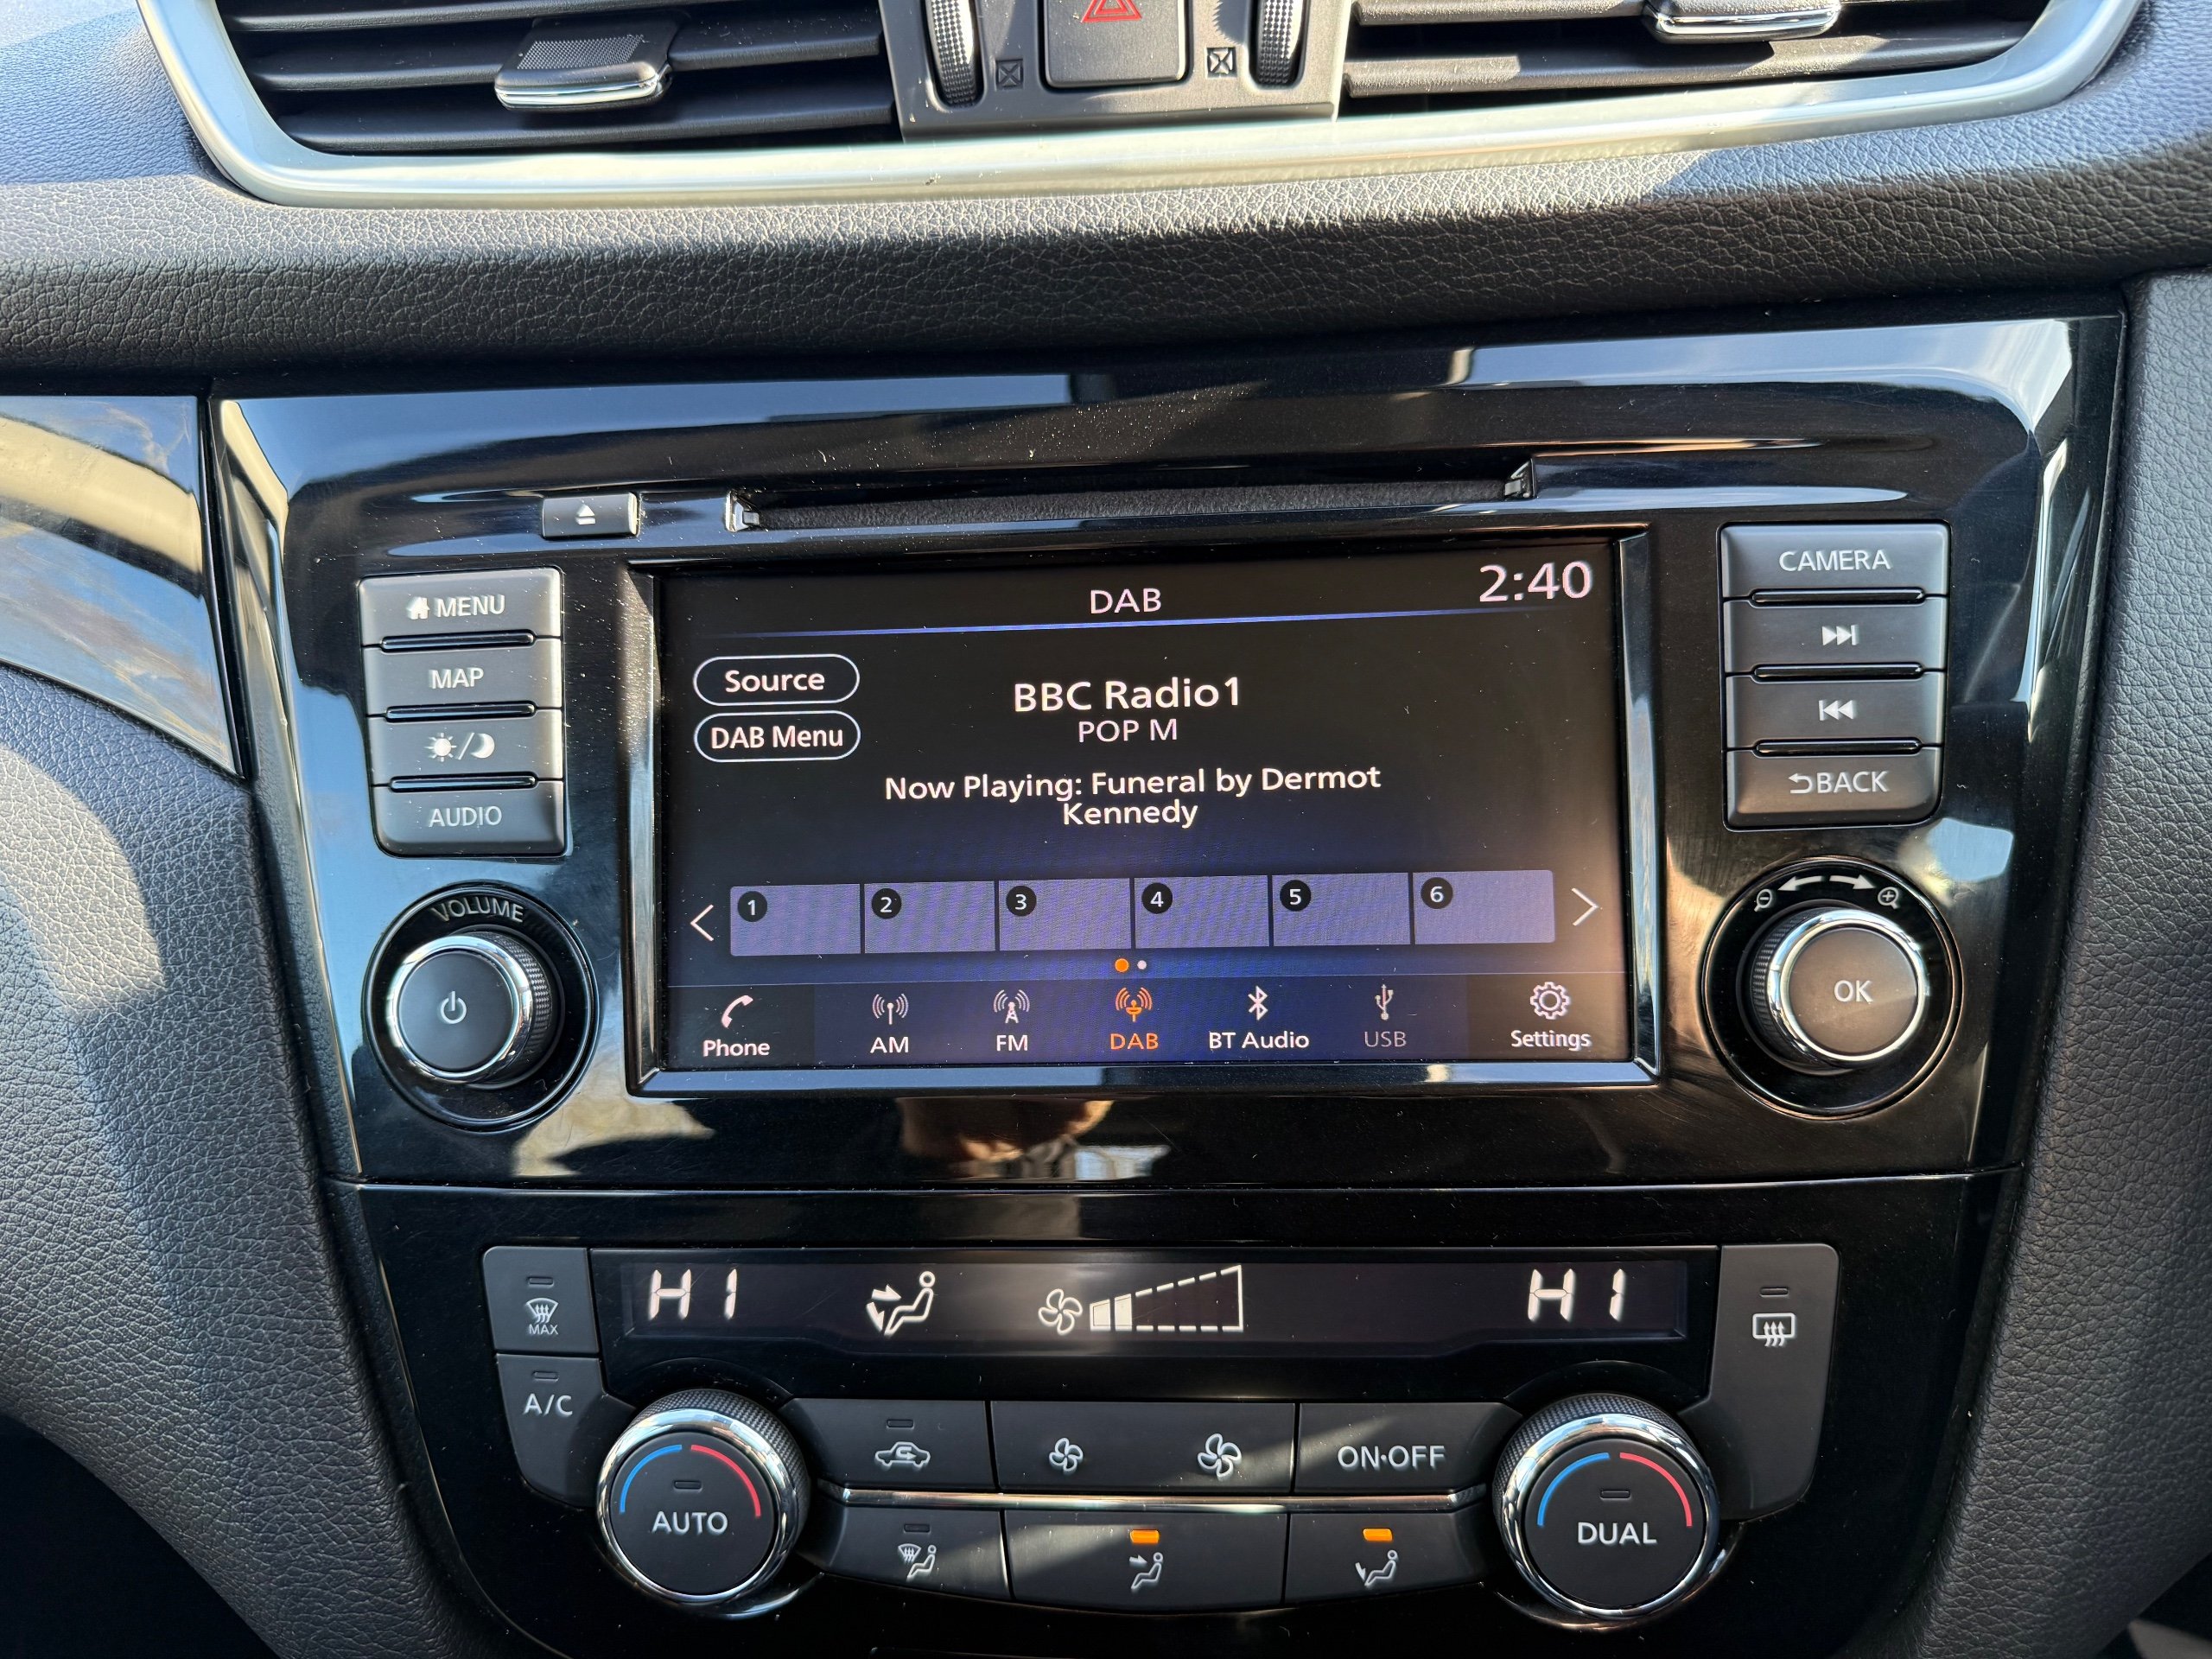 CAMERA
MENU
MAP
AUDIO
BACK
VOLUME
OK
DAB
2:40
Source
DAB Menu
BBC Radio1
POP M
Now Playing: Funeral by Dermot
Kennedy
1 2 3 4 5 6
Phone AM FM DAB BT Audio USB Settings
HI HI
MAX
A/C
AUTO
ON·OFF
DUAL